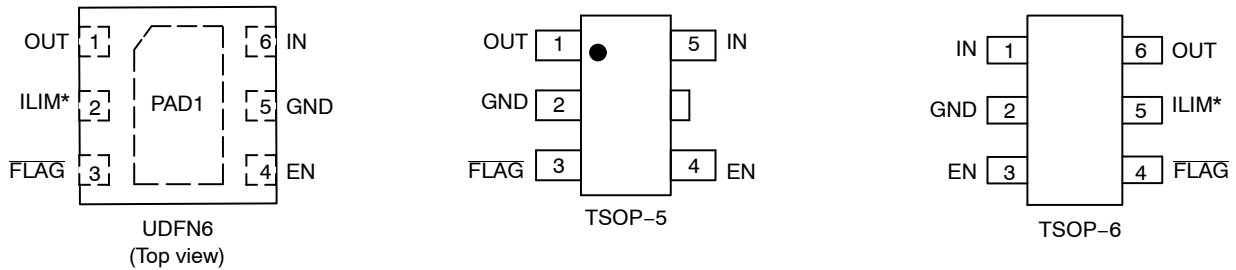 OUT 1 6 IN
ILIM* 2 PAD1 5 GND
FLAG 3 4 EN
UDFN6
(Top view)
OUT 1 5 IN
GND 2
FLAG 3 4 EN
TSOP−5
IN 1 6 OUT
GND 2 5 ILIM*
EN 3 4 FLAG
TSOP−6